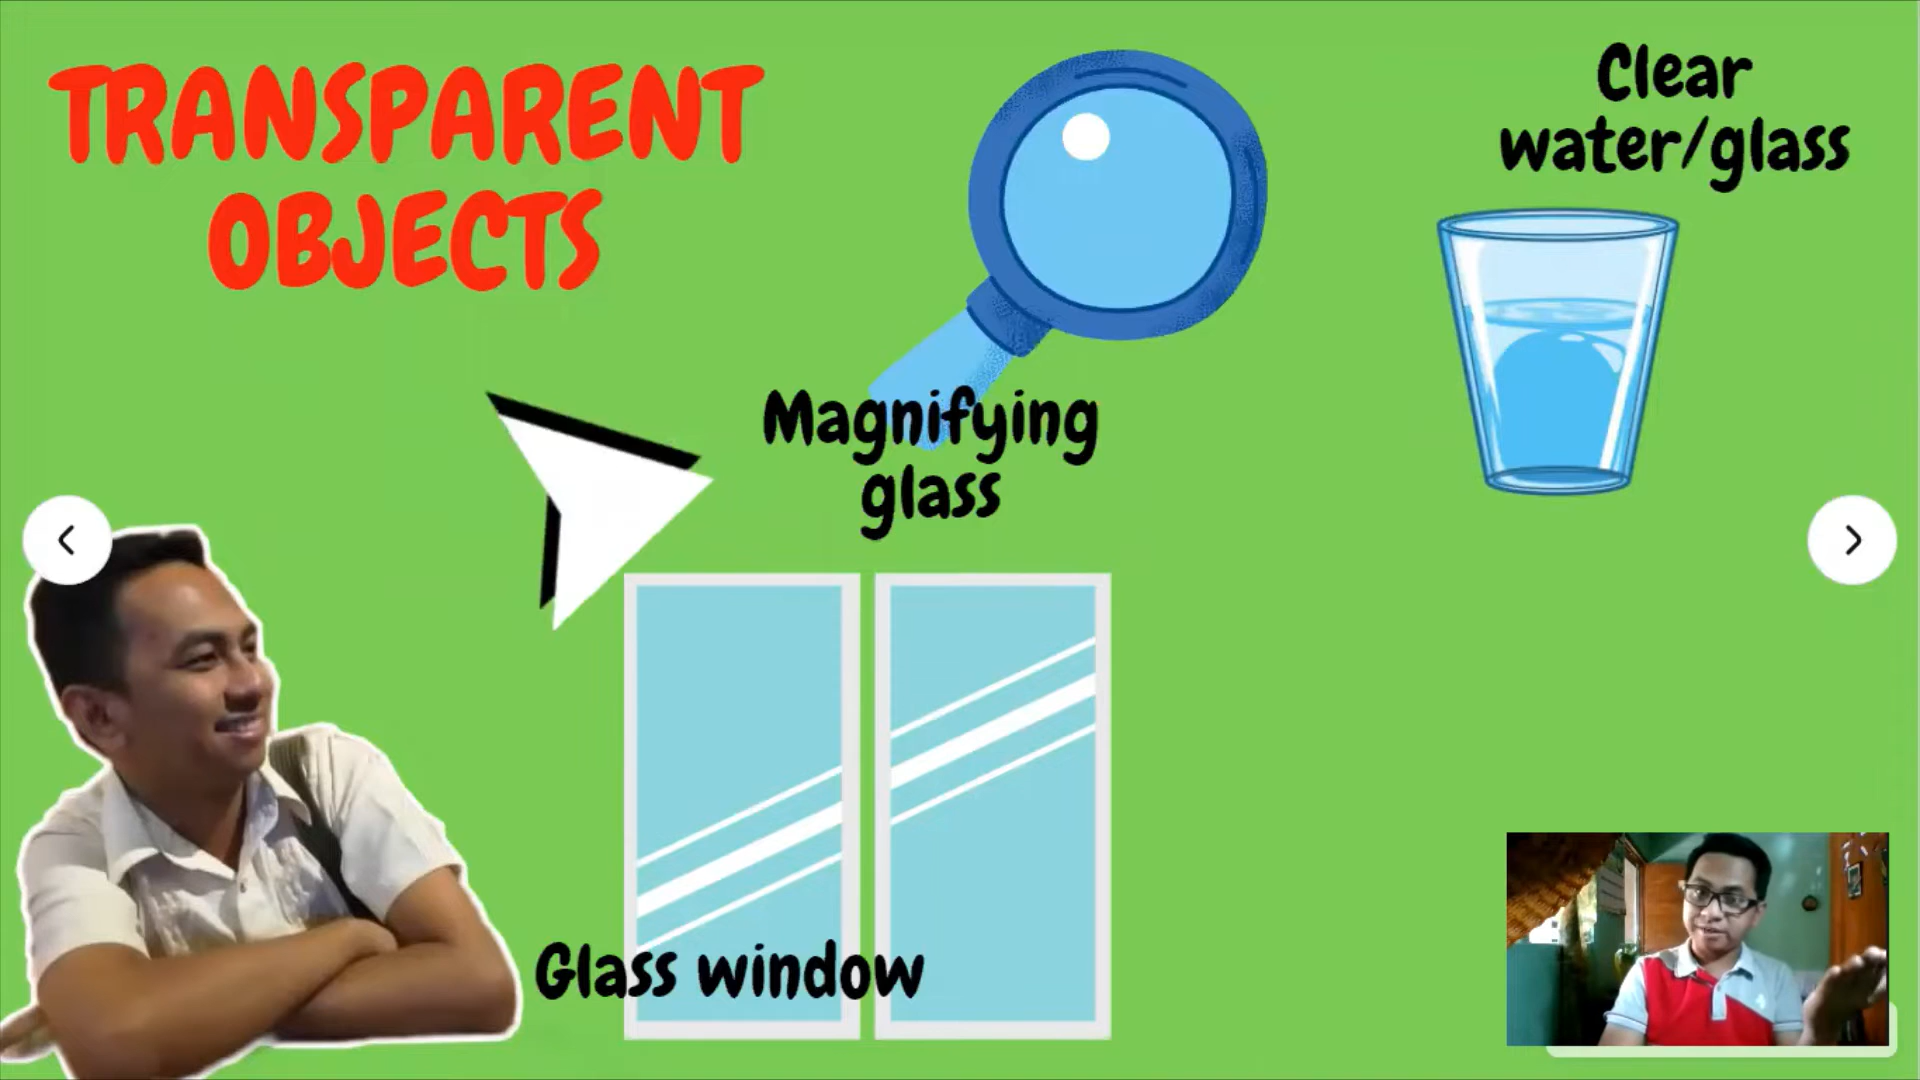 TRANSPARENT
OBJECTS
Clear
water/glass
Magnifying
glass
Glass window